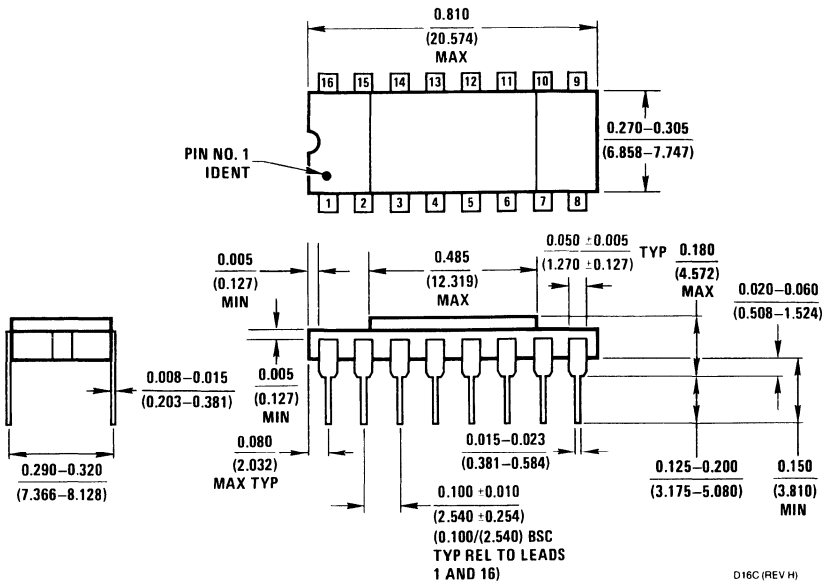 0.810
(20.574)
MAX
16 15 14 13 12 11 10 9
0.270–0.305
(6.858–7.747)
PIN NO. 1
IDENT
1 2 3 4 5 6 7 8
0.005
(0.127)
MIN
0.485
(12.319)
MAX
0.050 ±0.005
(1.270 ±0.127)
TYP
0.180
(4.572)
MAX
0.020–0.060
(0.508–1.524)
0.008–0.015
(0.203–0.381)
0.005
(0.127)
MIN
0.290–0.320
(7.366–8.128)
0.080
(2.032)
MAX TYP
0.015–0.023
(0.381–0.584)
0.100 ±0.010
(2.540 ±0.254)
(0.100/(2.540) BSC
TYP REL TO LEADS
1 AND 16)
0.125–0.200
(3.175–5.080)
0.150
(3.810)
MIN
D16C (REV H)